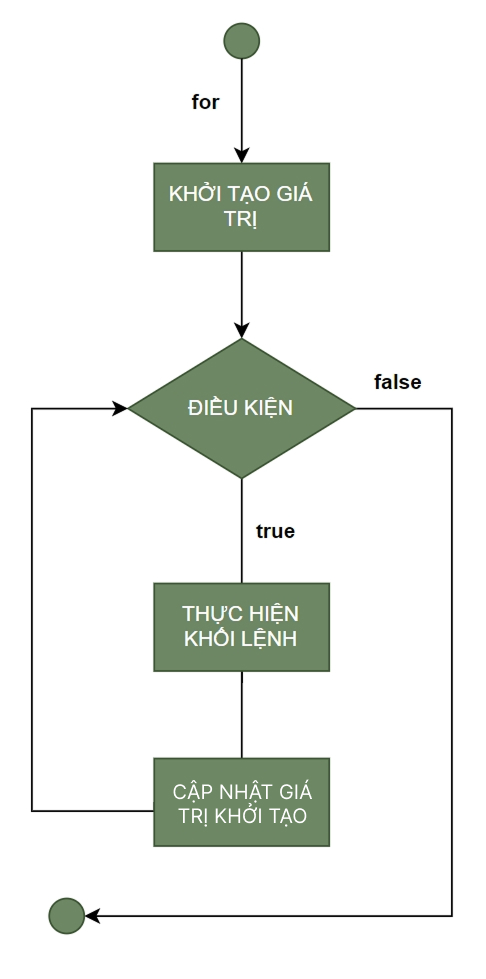 for
KHỞI TẠO GIÁ
TRỊ
ĐIỀU KIỆN
false
true
THỰC HIỆN
KHỐI LỆNH
CẬP NHẬT GIÁ
TRỊ KHỞI TẠO